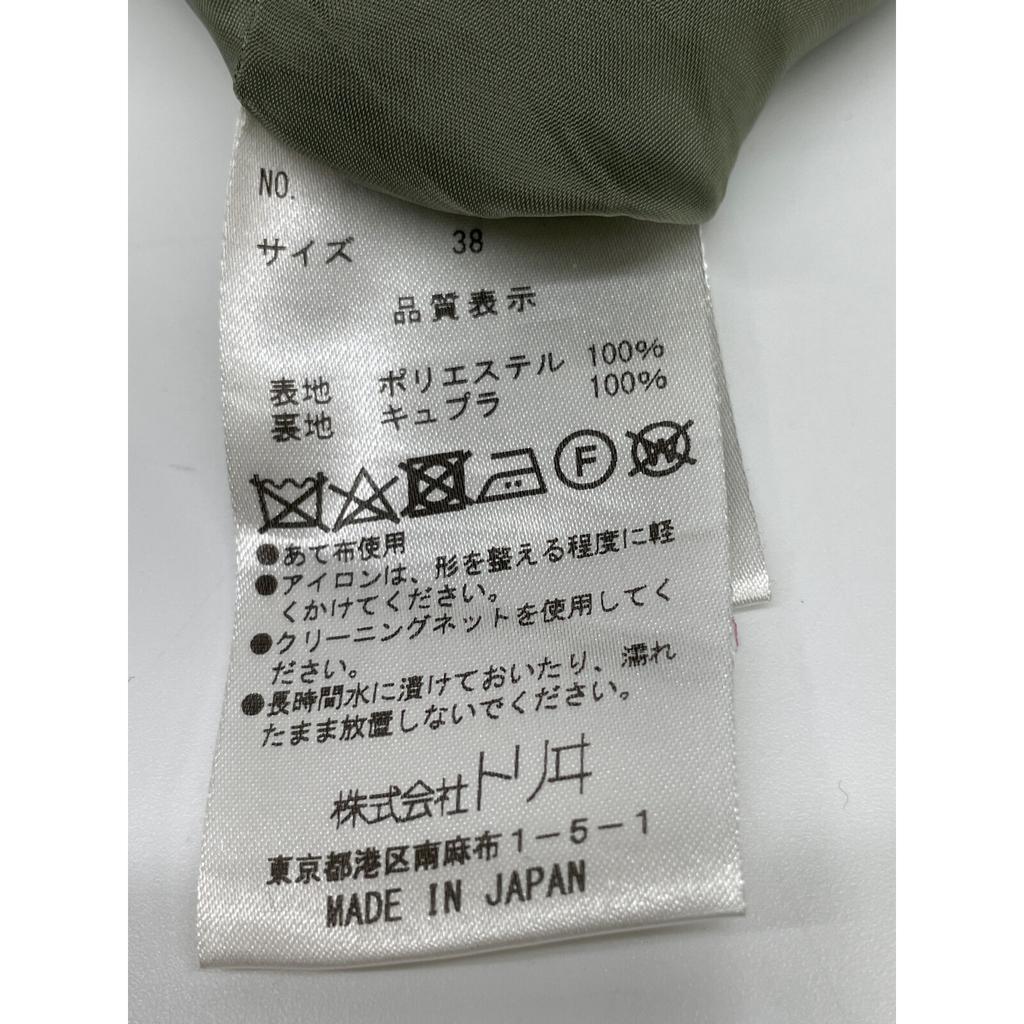 NO.
サイズ 38
品質表示
表地 ポリエステル 100%
裏地 キュプラ 100%
F W
●あて布使用
●アイロンは、形を整える程度に軽
くかけてください。
●クリーニングネットを使用してく
ださい。
●長時間水に漬けておいたり、濡れ
たまま放置しないでください。
株式会社トリヰ
東京都港区南麻布1-5-1
MADE IN JAPAN